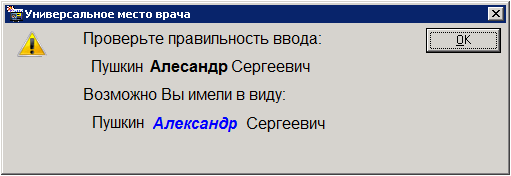 Универсальное место врача
Проверьте правильность ввода:
OK
Пушкин Алесандр Сергеевич
Возможно Вы имели в виду:
Пушкин Александр Сергеевич